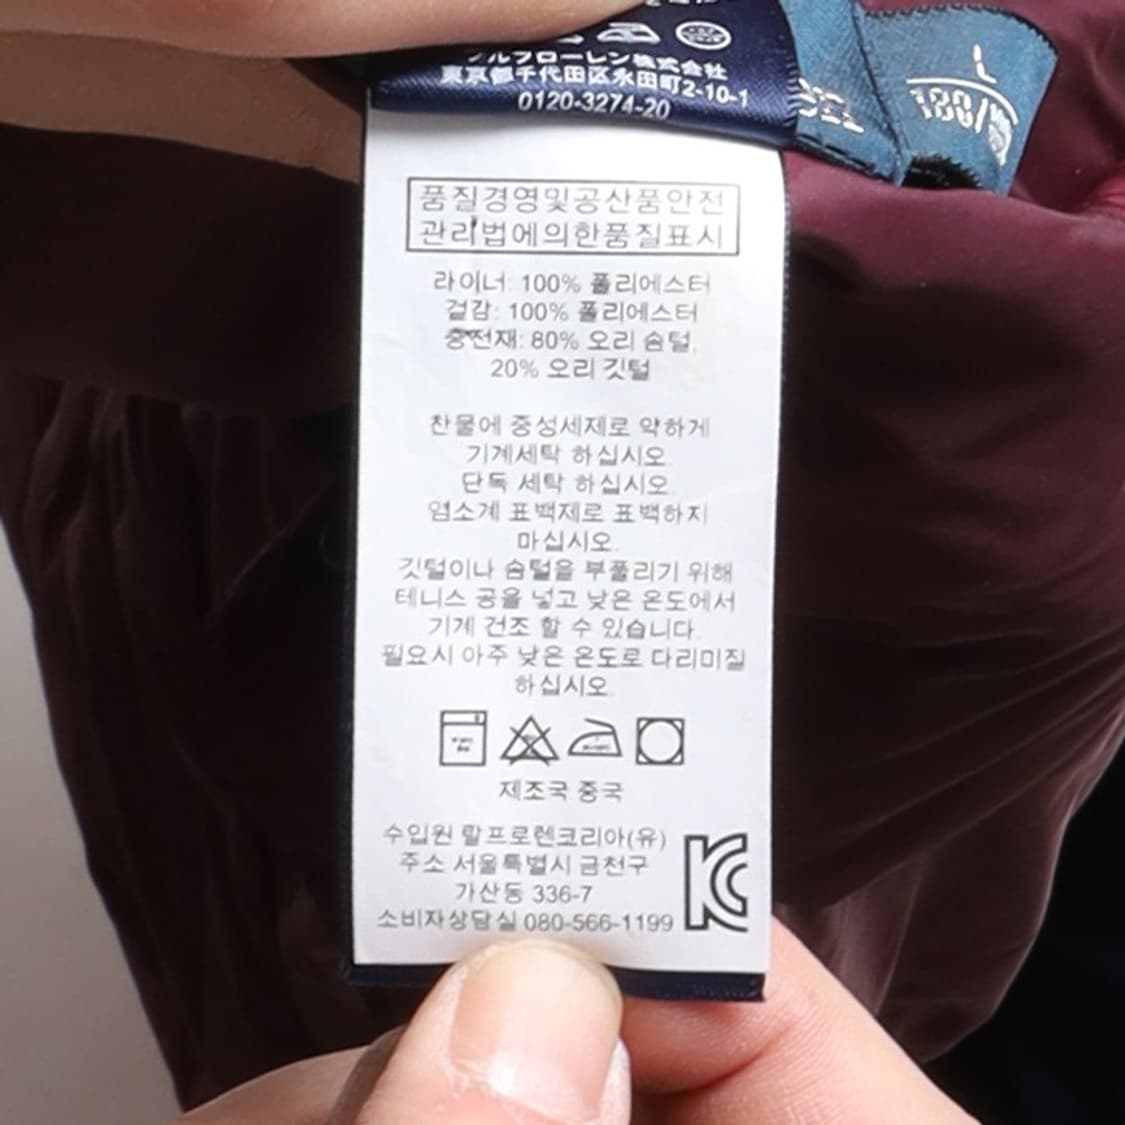 ラルフローレン株式会社
東京都千代田区永田町2-10-1
0120-3274-20
L
180/
품질경영및공산품안전
관리법에의한품질표시
라이너: 100% 폴리에스터
겉감: 100% 폴리에스터
충전재: 80% 오리 솜털,
20% 오리 깃털
찬물에 중성세제로 약하게
기계세탁 하십시오.
단독 세탁 하십시오.
염소계 표백제로 표백하지
마십시오.
깃털이나 솜털을 부풀리기 위해
테니스 공을 넣고 낮은 온도에서
기계 건조 할 수 있습니다.
필요시 아주 낮은 온도로 다리미질
하십시오.
제조국 중국
수입원 랄프로렌코리아(유)
주소 서울특별시 금천구
가산동 336-7
소비자상담실 080-566-1199
KC